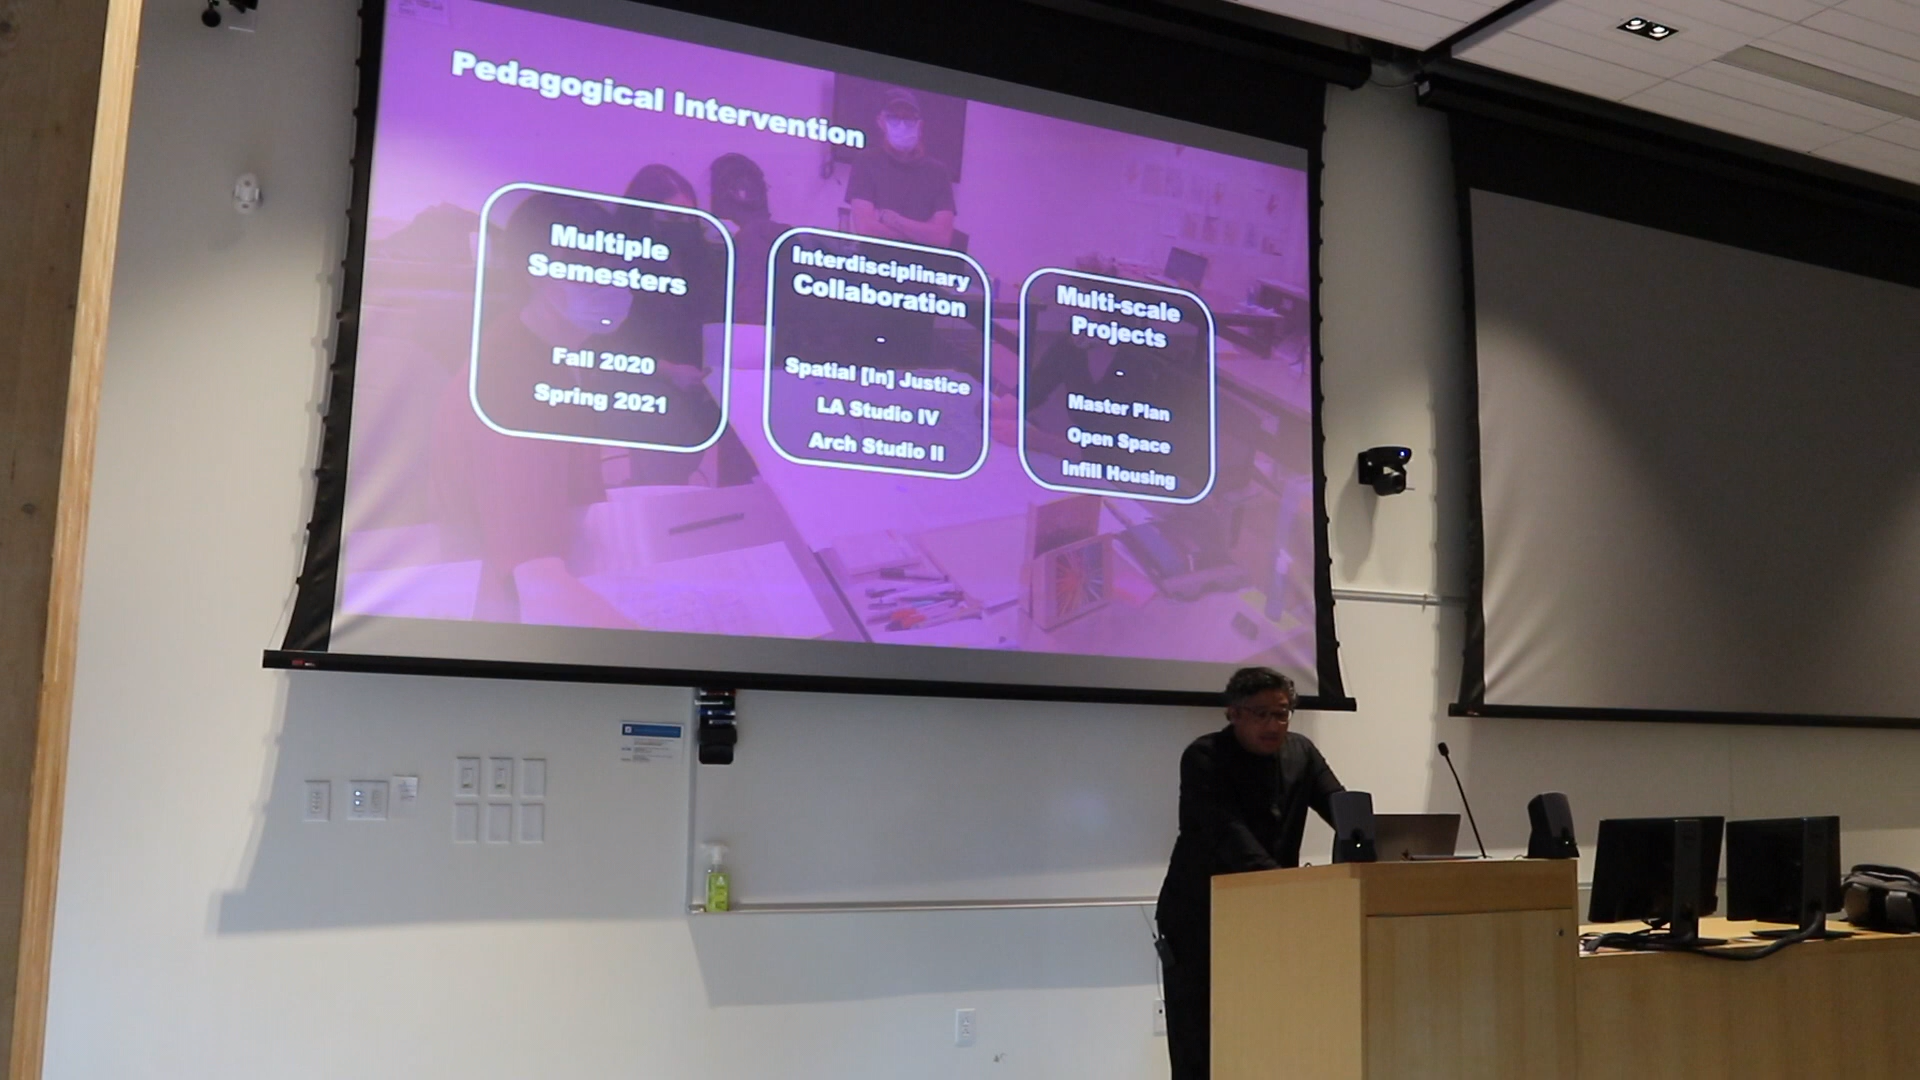 Pedagogical Intervention
Multiple
Semesters
-
Fall 2020
Spring 2021
Interdisciplinary
Collaboration
-
Spatial [In] Justice
LA Studio IV
Arch Studio II
Multi-scale
Projects
-
Master Plan
Open Space
Infill Housing